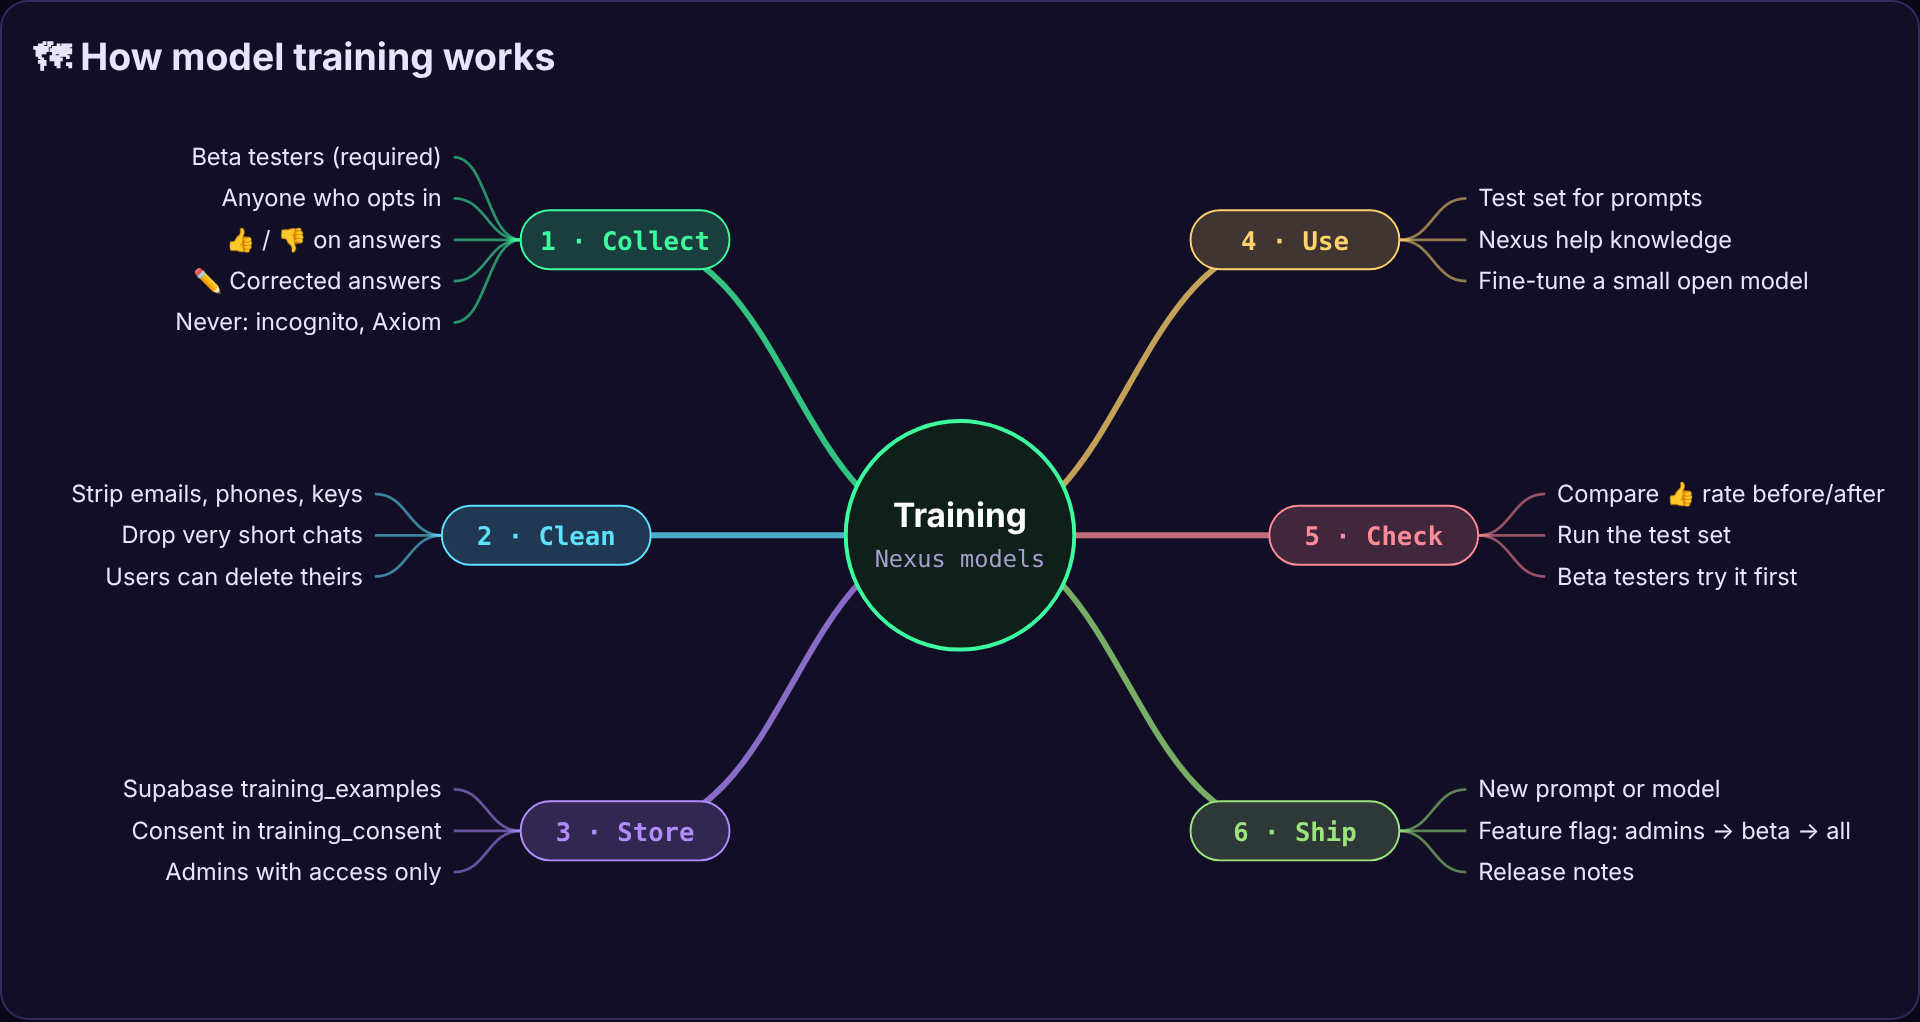 🗺 How model training works
Beta testers (required)
Anyone who opts in
👍 / 👎 on answers
✏️ Corrected answers
Never: incognito, Axiom
1 · Collect
Strip emails, phones, keys
Drop very short chats
Users can delete theirs
2 · Clean
Supabase training_examples
Consent in training_consent
Admins with access only
3 · Store
Training
Nexus models
4 · Use
Test set for prompts
Nexus help knowledge
Fine-tune a small open model
5 · Check
Compare 👍 rate before/after
Run the test set
Beta testers try it first
6 · Ship
New prompt or model
Feature flag: admins → beta → all
Release notes